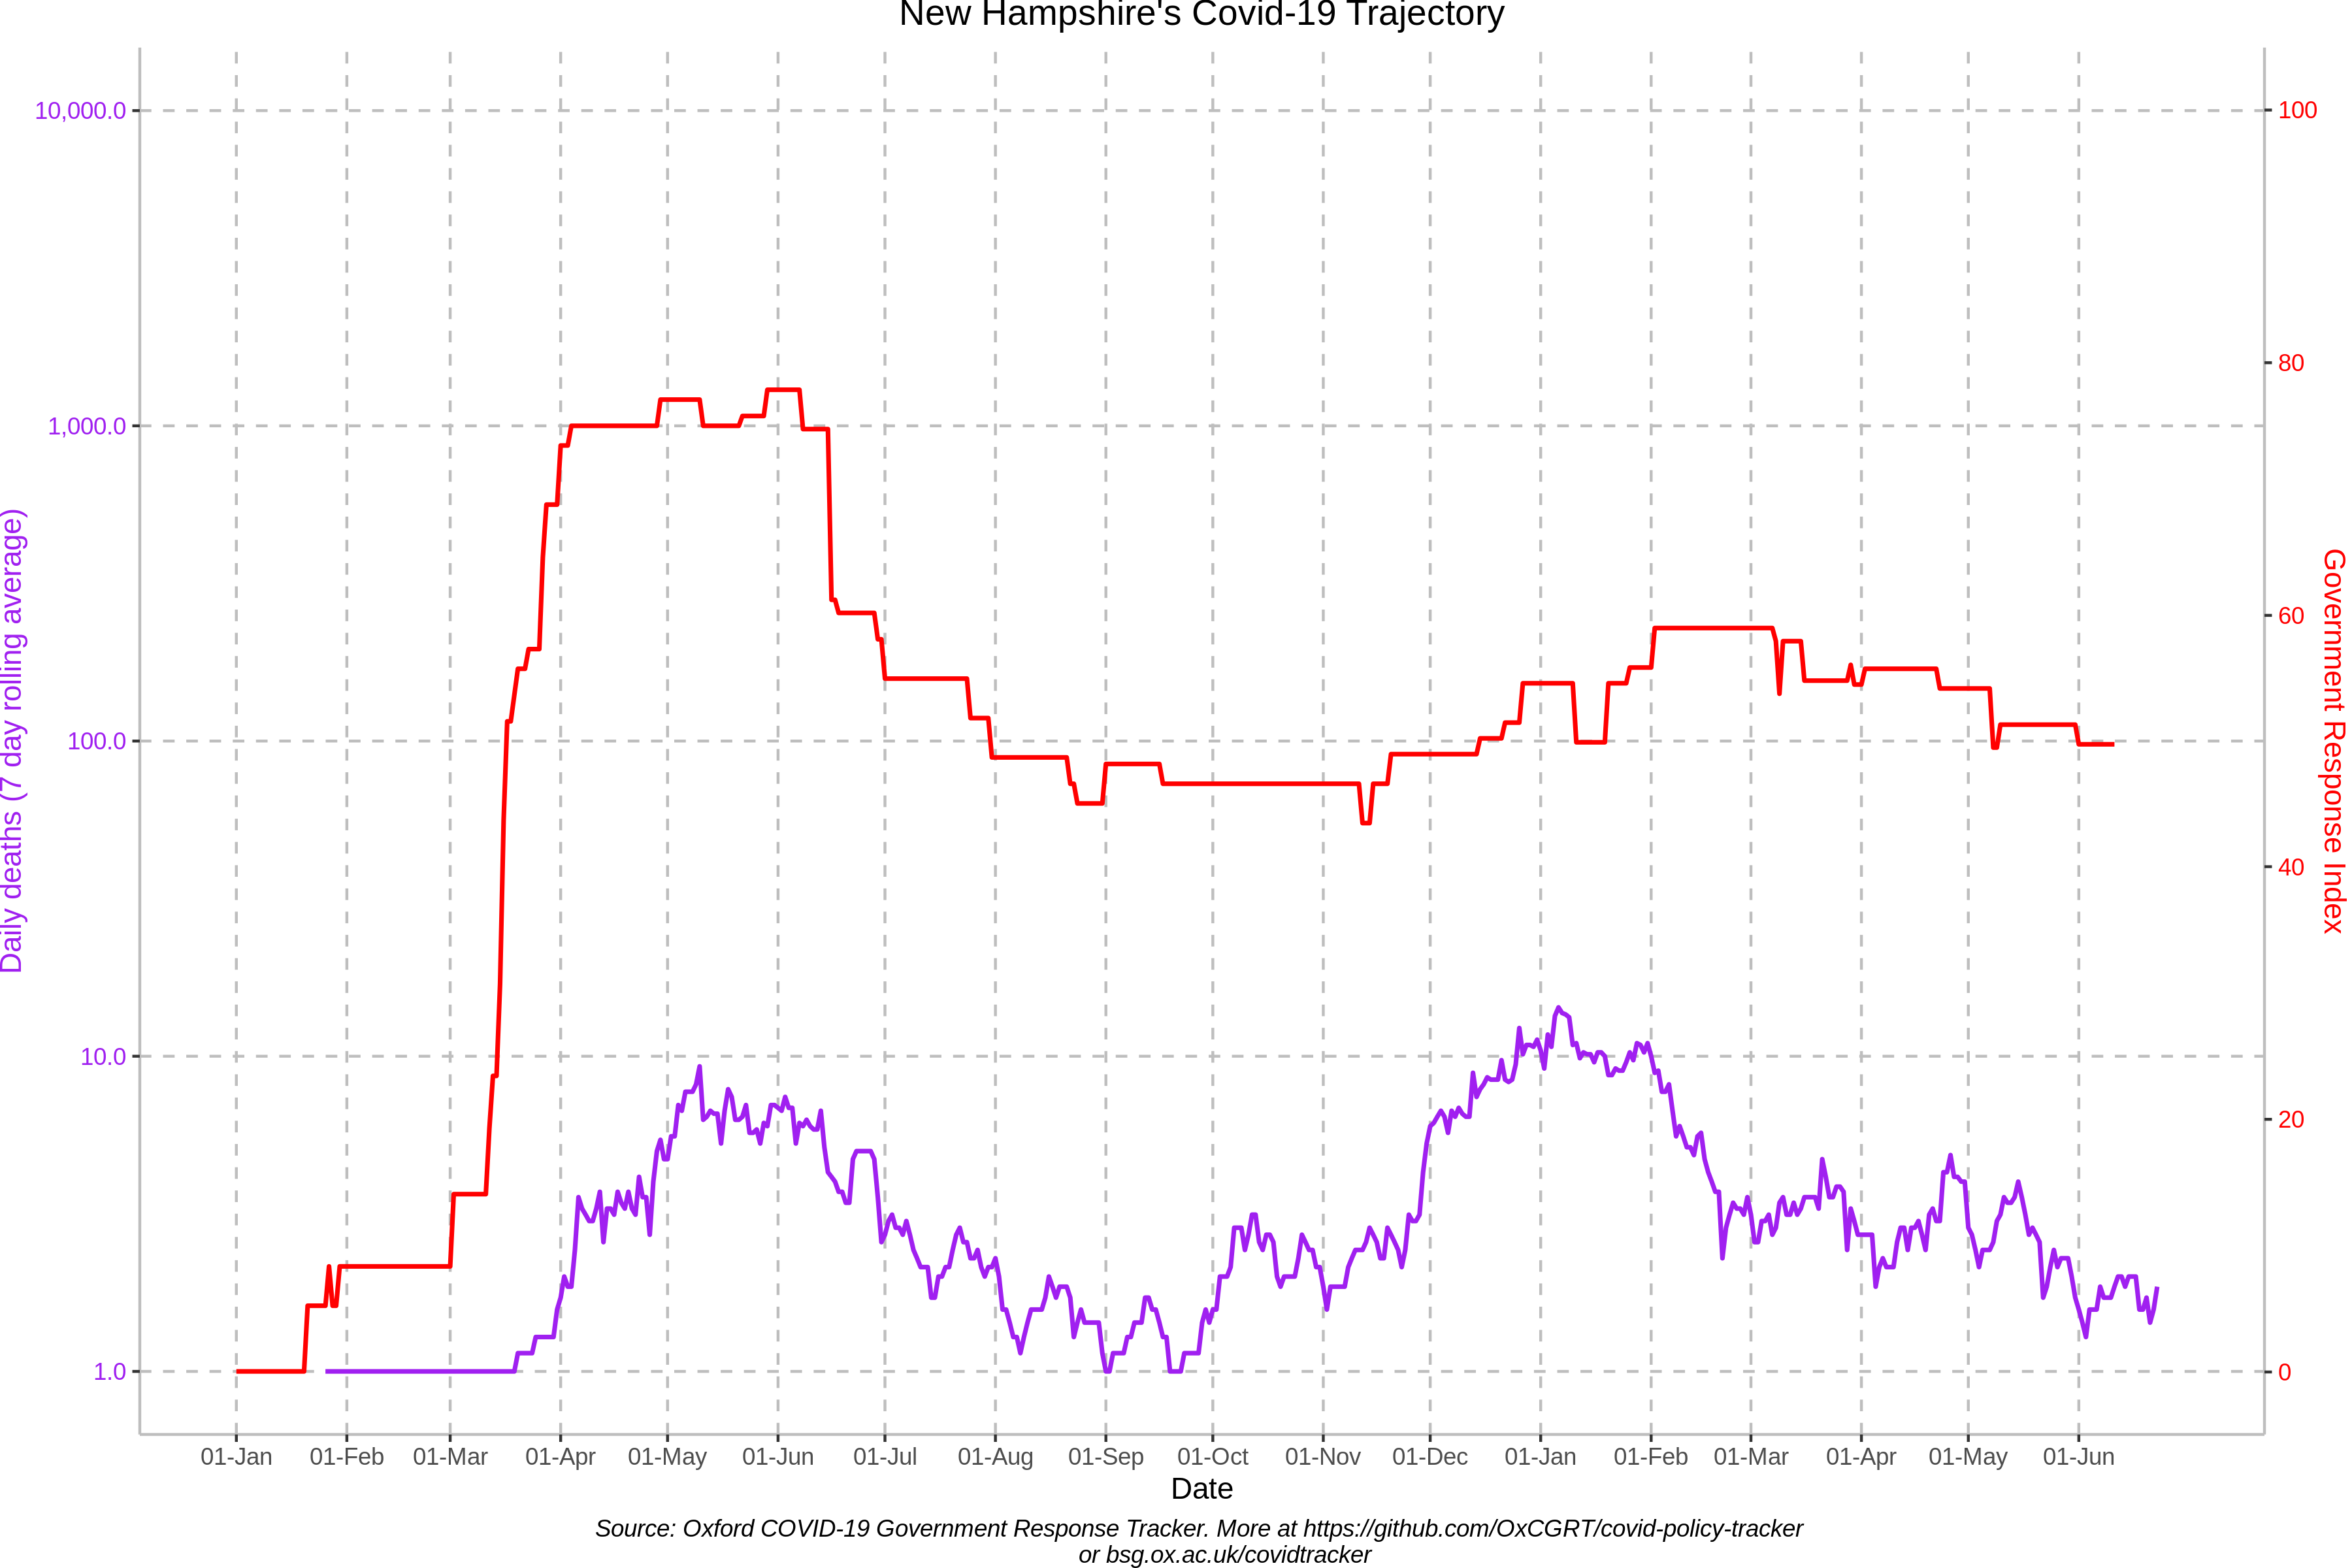 New Hampshire's Covid-19 Trajectory
10,000.0
1,000.0
100.0
10.0
1.0
Daily deaths (7 day rolling average)
100
80
60
40
20
0
Government Response Index
01-Jan 01-Feb 01-Mar 01-Apr 01-May 01-Jun 01-Jul 01-Aug 01-Sep 01-Oct 01-Nov 01-Dec 01-Jan 01-Feb 01-Mar 01-Apr 01-May 01-Jun
Date
Source: Oxford COVID-19 Government Response Tracker. More at https://github.com/OxCGRT/covid-policy-tracker
or bsg.ox.ac.uk/covidtracker